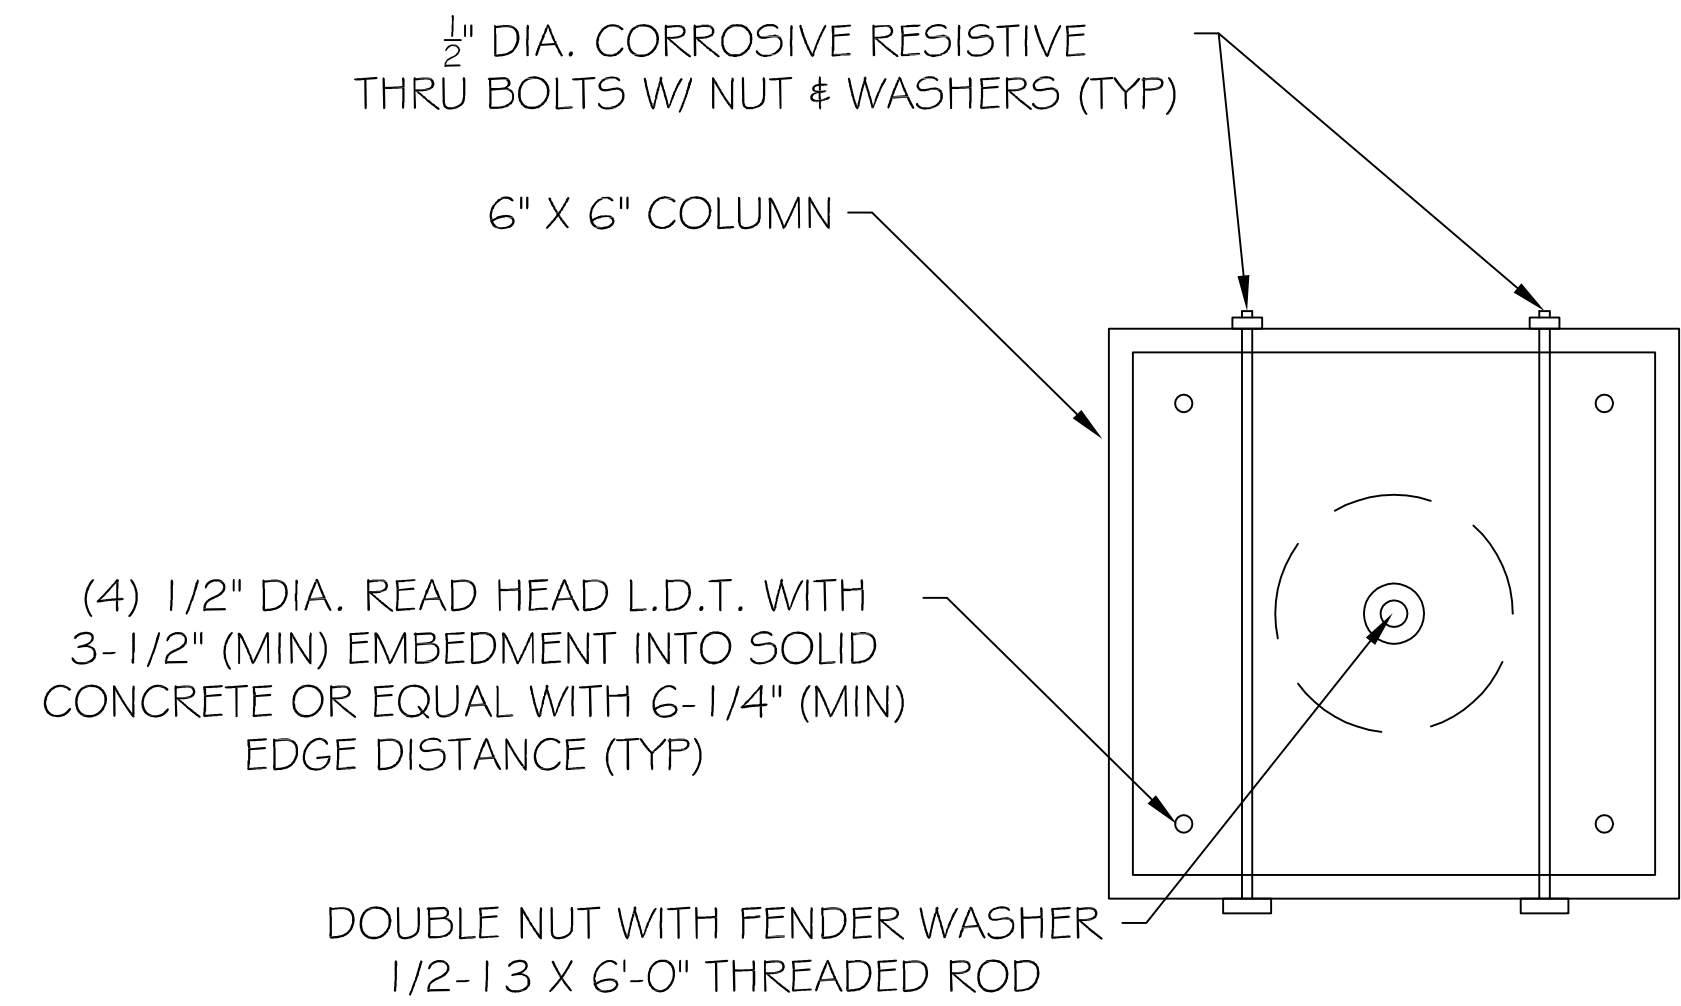 ½" DIA. CORROSIVE RESISTIVE
THRU BOLTS W/ NUT & WASHERS (TYP)
6" X 6" COLUMN
(4) 1/2" DIA. READ HEAD L.D.T. WITH
3-1/2" (MIN) EMBEDMENT INTO SOLID
CONCRETE OR EQUAL WITH 6-1/4" (MIN)
EDGE DISTANCE (TYP)
DOUBLE NUT WITH FENDER WASHER
1/2-13 X 6'-0" THREADED ROD